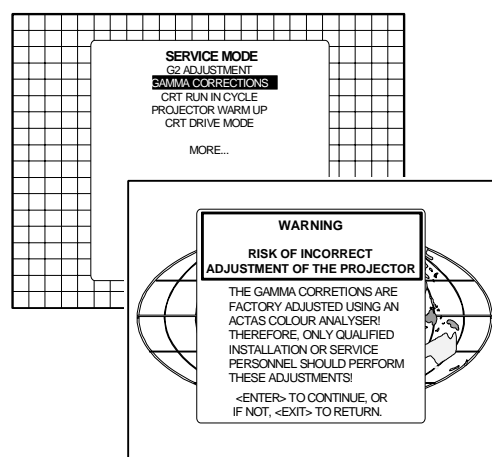 SERVICE MODE
G2 ADJUSTMENT
GAMMA CORRECTIONS
CRT RUN IN CYCLE
PROJECTOR WARM UP
CRT DRIVE MODE
MORE...
WARNING
RISK OF INCORRECT
ADJUSTMENT OF THE PROJECTOR
THE GAMMA CORRETIONS ARE
FACTORY ADJUSTED USING AN
ACTAS COLOUR ANALYSER!
THEREFORE, ONLY QUALIFIED
INSTALLATION OR SERVICE
PERSONNEL SHOULD PERFORM
THESE ADJUSTMENTS!
<ENTER> TO CONTINUE, OR
IF NOT, <EXIT> TO RETURN.